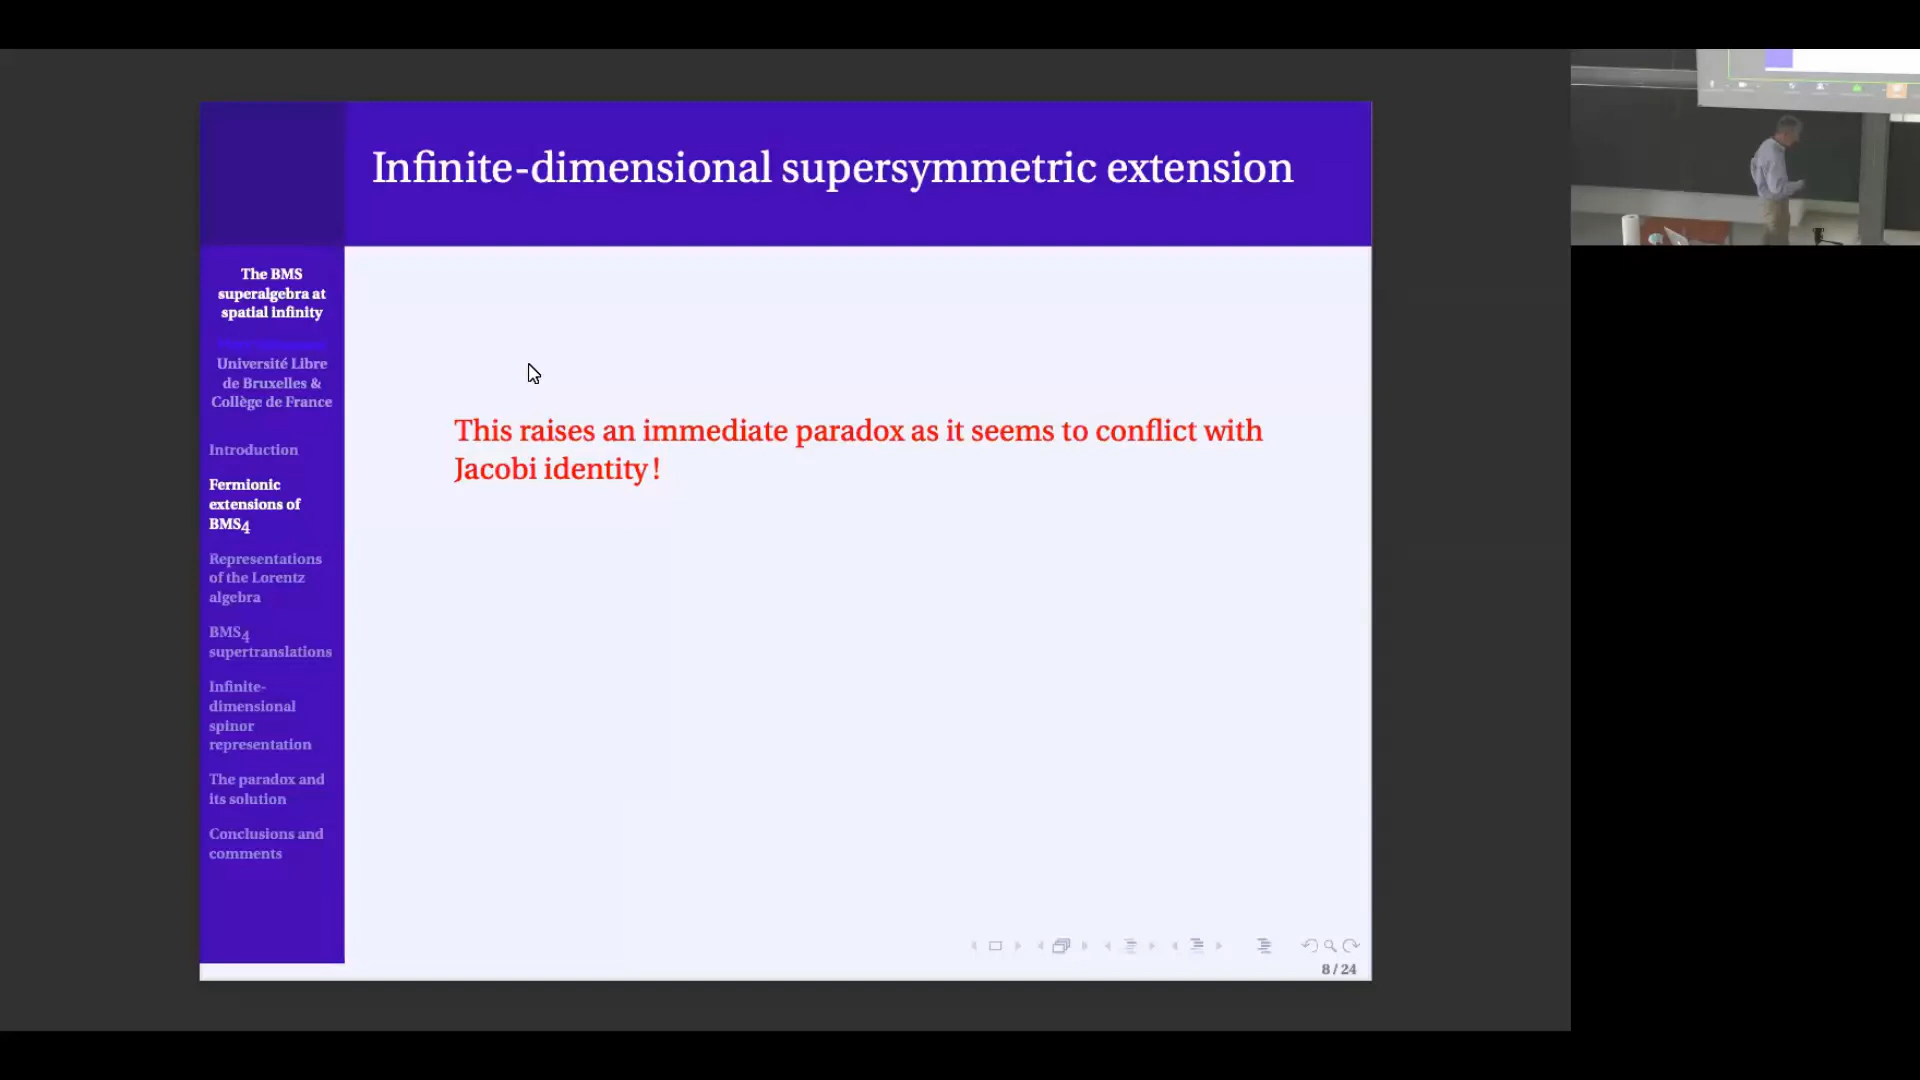 Infinite-dimensional supersymmetric extension
The BMS
superalgebra at
spatial infinity
Université Libre
de Bruxelles &
Collège de France
Introduction
Fermionic
extensions of
BMS4
Representations
of the Lorentz
algebra
BMS4
supertranslations
Infinite-
dimensional
spinor
representation
The paradox and
its solution
Conclusions and
comments
This raises an immediate paradox as it seems to conflict with
Jacobi identity !
8 / 24